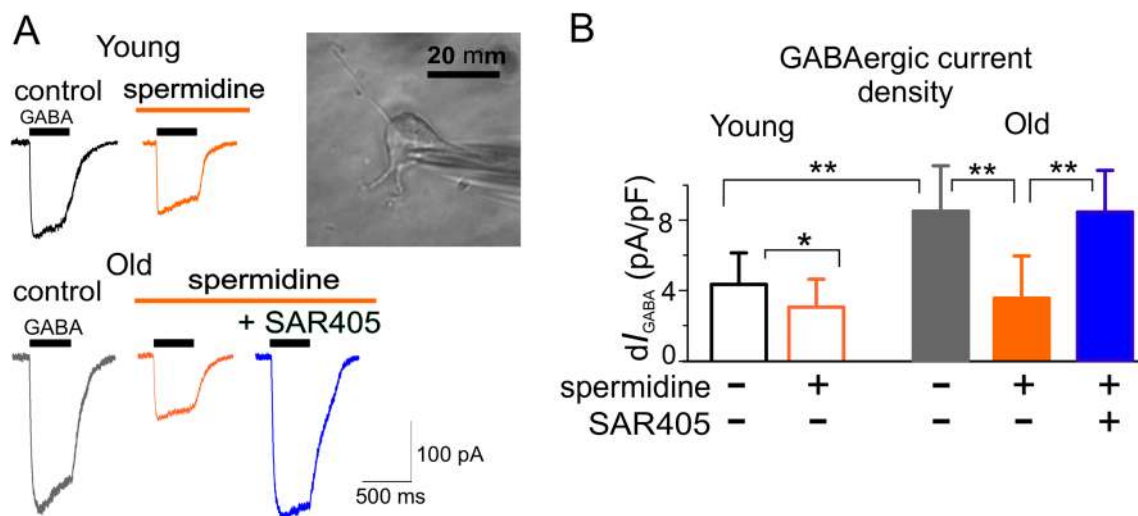 A
Young
control
spermidine
GABA
20 mm
Old
control
spermidine
GABA
+ SAR405
100 pA
500 ms
B
GABAergic current
density
Young
Old
**
**
**
*
dI_GABA (pA/pF)
8
4
0
spermidine - + - + +
SAR405 - - - - +